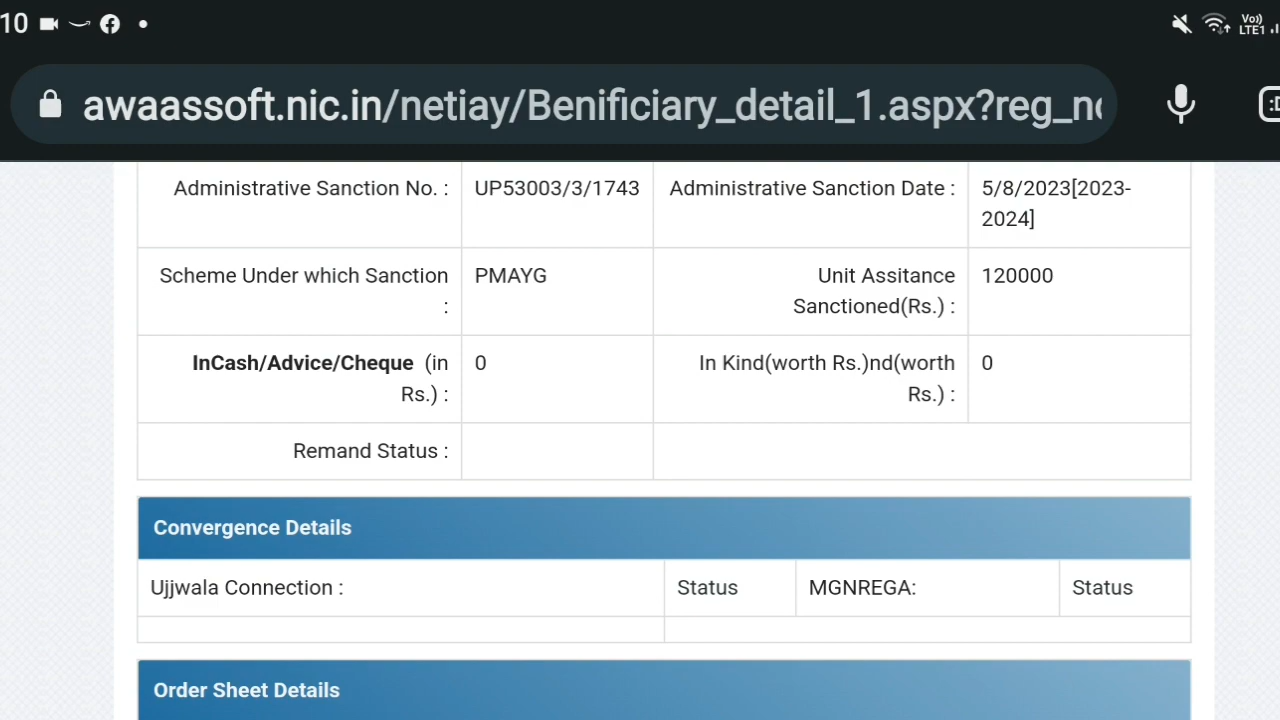 10
Vo))
LTE1
awaassoft.nic.in/netiay/Benificiary_detail_1.aspx?reg_no
Administrative Sanction No. : UP53003/3/1743 Administrative Sanction Date : 5/8/2023[2023-
2024]
Scheme Under which Sanction PMAYG Unit Assitance 120000
: Sanctioned(Rs.) :
InCash/Advice/Cheque (in 0 In Kind(worth Rs.)nd(worth 0
Rs.) : Rs.) :
Remand Status :
Convergence Details
Ujjwala Connection : Status MGNREGA: Status
Order Sheet Details